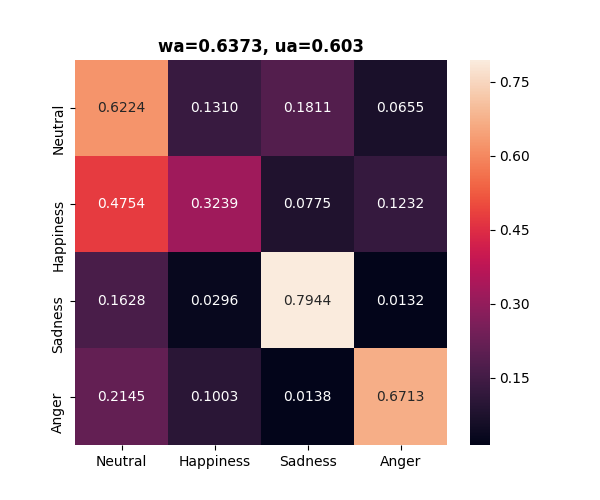 wa=0.6373, ua=0.603
Neutral 0.6224 0.1310 0.1811 0.0655
Happiness 0.4754 0.3239 0.0775 0.1232
Sadness 0.1628 0.0296 0.7944 0.0132
Anger 0.2145 0.1003 0.0138 0.6713
Neutral Happiness Sadness Anger
0.75
0.60
0.45
0.30
0.15